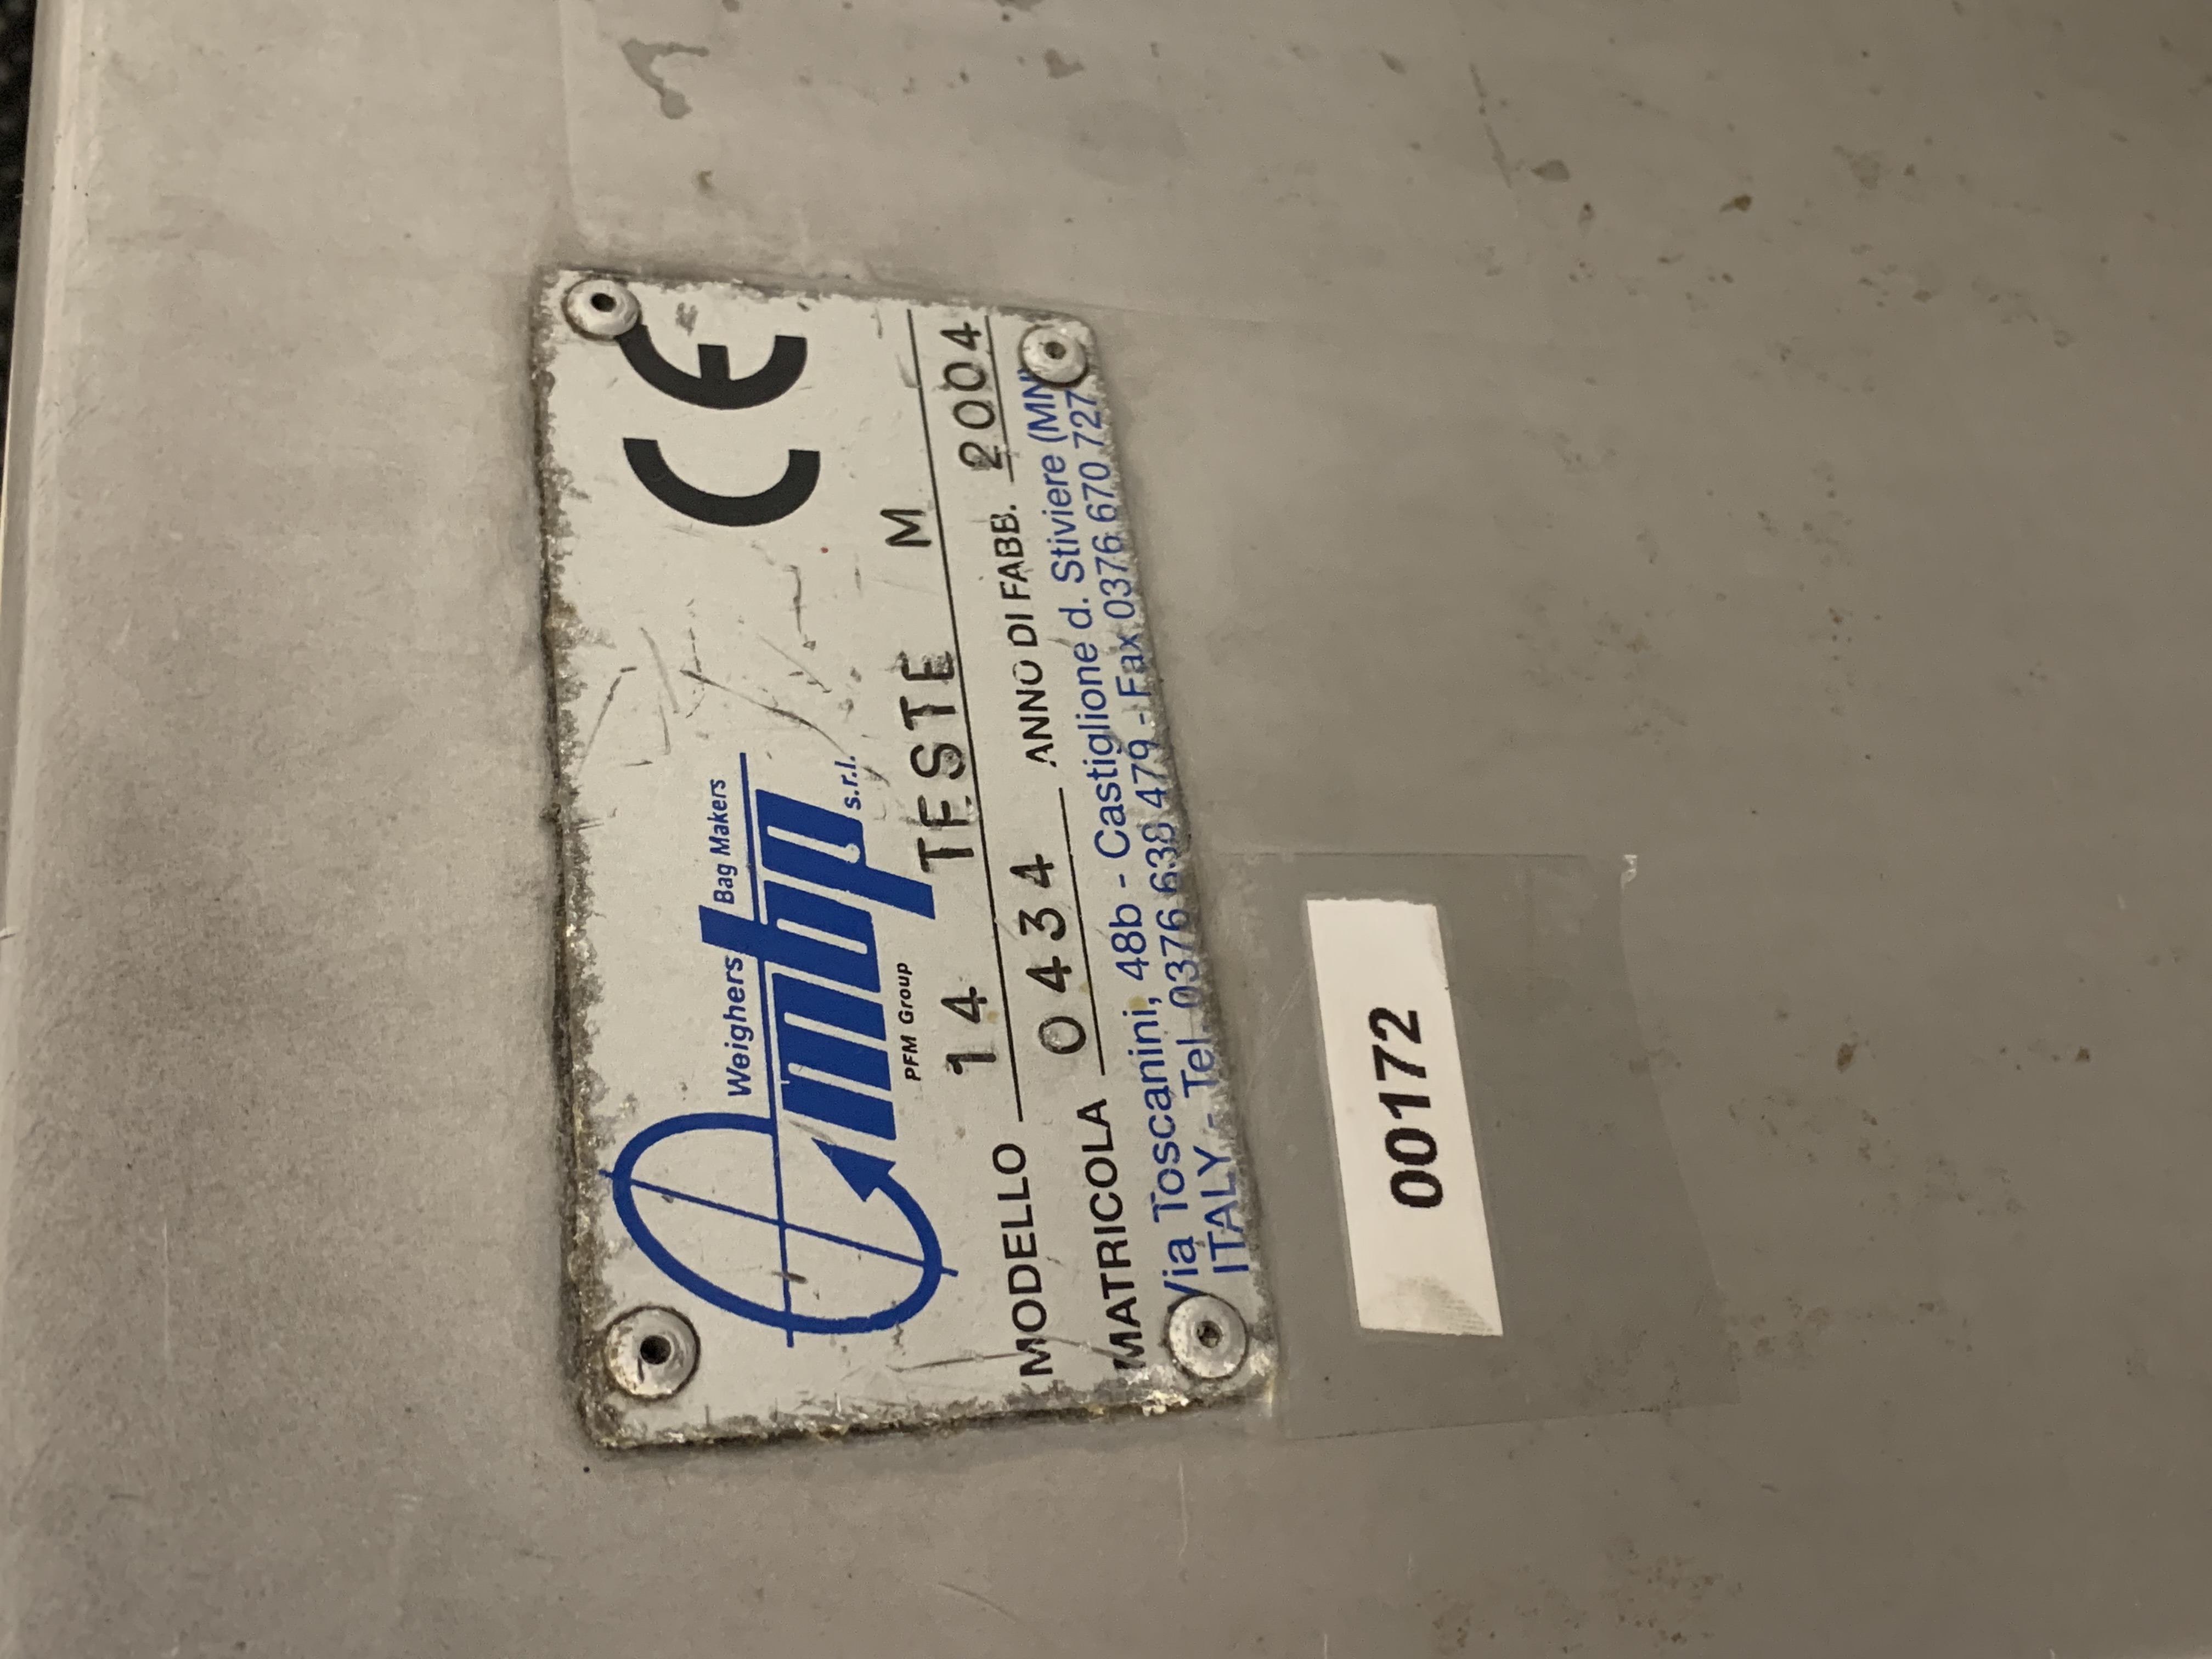 Weighers Bag Makers
mbp s.r.l.
PFM Group
CE
MODELLO 14 TESTE M
MATRICOLA 0434 ANNO DI FABB. 2004
Via Toscanini, 48b - Castiglione d. Stiviere (MN)
ITALY - Tel. 0376 638 479 - Fax 0376 670 727
00172